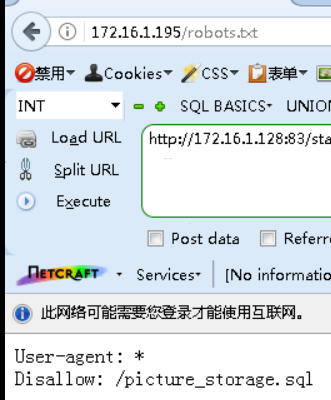 172.16.1.195/robots.txt
禁用 Cookies CSS 表单
INT SQL BASICS UNION
Load URL http://172.16.1.128:83/sta
Split URL
Execute
Post data Referr
NETCRAFT Services [No informatio
此网络可能需要您登录才能使用互联网。
User-agent: *
Disallow: /picture_storage.sql